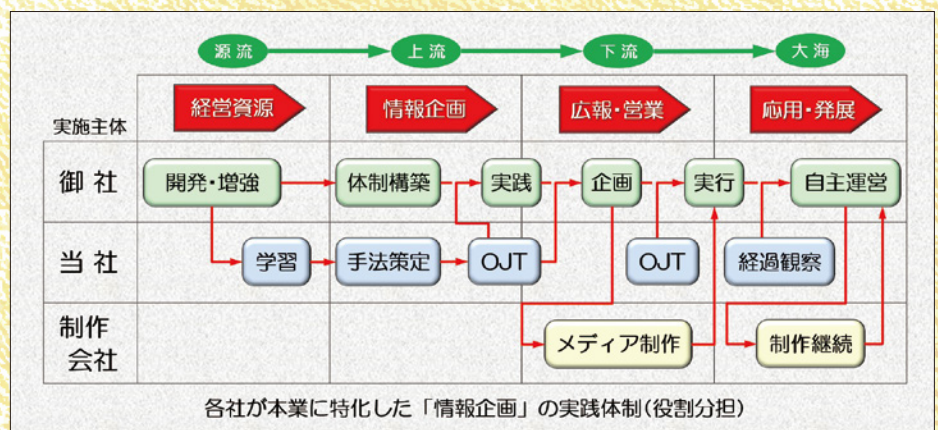 源流
上流
下流
大海
経営資源
情報企画
広報・営業
応用・発展
実施主体
御社
開発・増強
体制構築
実践
企画
実行
自主運営
当社
学習
手法策定
OJT
OJT
経過観察
制作
会社
メディア制作
制作継続
各社が本業に特化した「情報企画」の実践体制(役割分担)